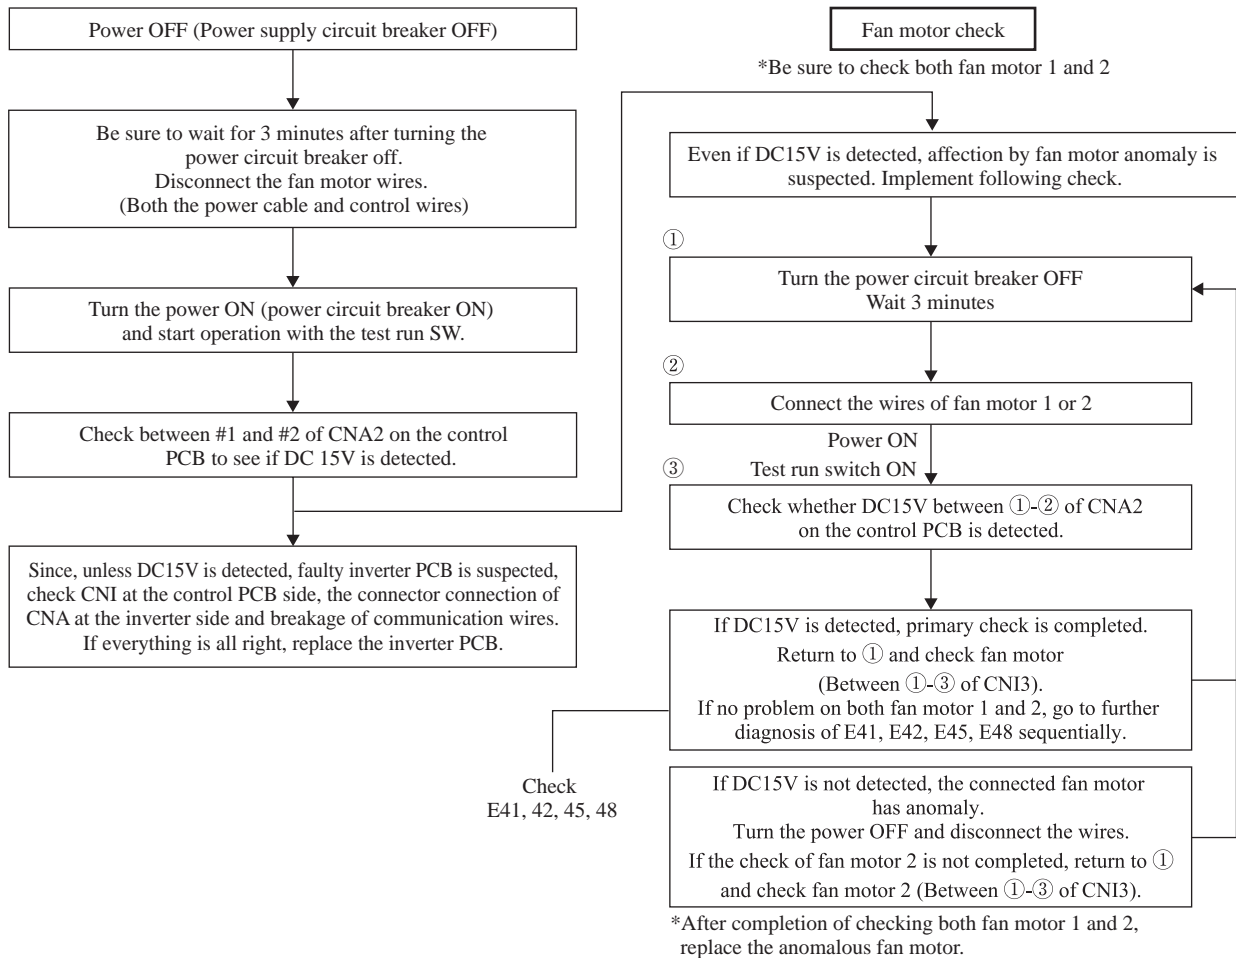 Power OFF (Power supply circuit breaker OFF)
Be sure to wait for 3 minutes after turning the
power circuit breaker off.
Disconnect the fan motor wires.
(Both the power cable and control wires)
Turn the power ON (power circuit breaker ON)
and start operation with the test run SW.
Check between #1 and #2 of CNA2 on the control
PCB to see if DC 15V is detected.
Since, unless DC15V is detected, faulty inverter PCB is suspected,
check CNI at the control PCB side, the connector connection of
CNA at the inverter side and breakage of communication wires.
If everything is all right, replace the inverter PCB.
Fan motor check
*Be sure to check both fan motor 1 and 2
Even if DC15V is detected, affection by fan motor anomaly is
suspected. Implement following check.
①
Turn the power circuit breaker OFF
Wait 3 minutes
②
Connect the wires of fan motor 1 or 2
Power ON
Test run switch ON
③
Check whether DC15V between ①-② of CNA2
on the control PCB is detected.
If DC15V is detected, primary check is completed.
Return to ① and check fan motor
(Between ①-③ of CNI3).
If no problem on both fan motor 1 and 2, go to further
diagnosis of E41, E42, E45, E48 sequentially.
Check
E41, 42, 45, 48
If DC15V is not detected, the connected fan motor
has anomaly.
Turn the power OFF and disconnect the wires.
If the check of fan motor 2 is not completed, return to ①
and check fan motor 2 (Between ①-③ of CNI3).
*After completion of checking both fan motor 1 and 2,
replace the anomalous fan motor.